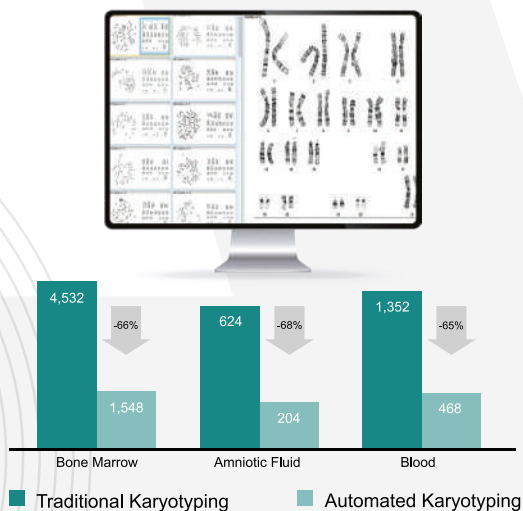 4,532
-66%
1,548
624
-68%
204
1,352
-65%
468
Bone Marrow
Amniotic Fluid
Blood
Traditional Karyotyping
Automated Karyotyping